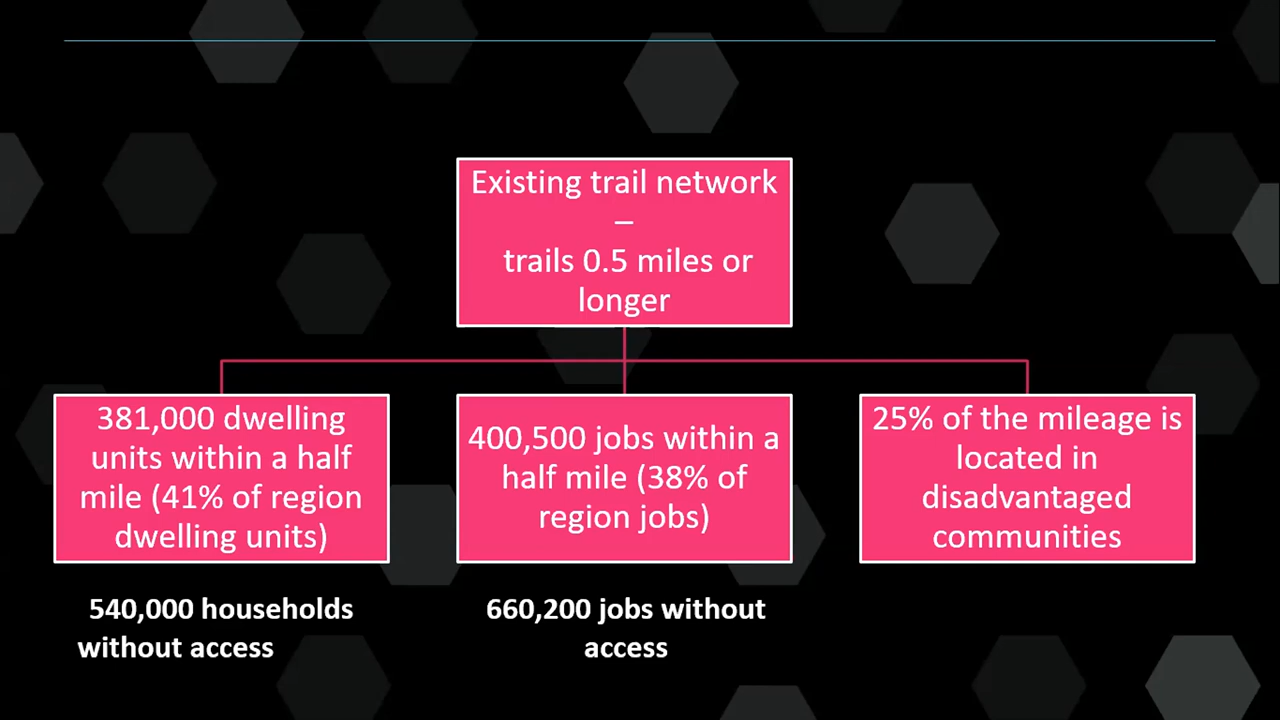 Existing trail network
–
trails 0.5 miles or
longer
381,000 dwelling
units within a half
mile (41% of region
dwelling units)
400,500 jobs within a
half mile (38% of
region jobs)
25% of the mileage is
located in
disadvantaged
communities
540,000 households
without access
660,200 jobs without
access